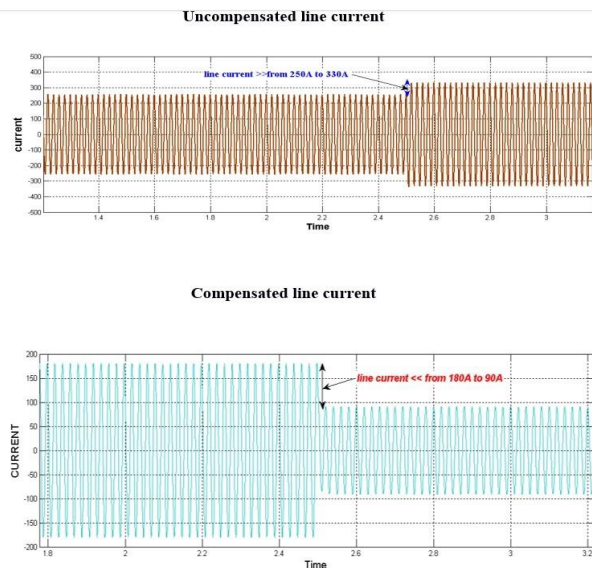 Uncompensated line current
500
400
300
200
100
0
-100
-200
-300
-400
-500
current
line current >>from 250A to 330A
1.4 1.6 1.8 2 2.2 2.4 2.6 2.8 3
Time
Compensated line current
200
150
100
50
0
-50
-100
-150
-200
CURRENT
line current << from 180A to 90A
1.8 2 2.2 2.4 2.6 2.8 3 3.2
Time